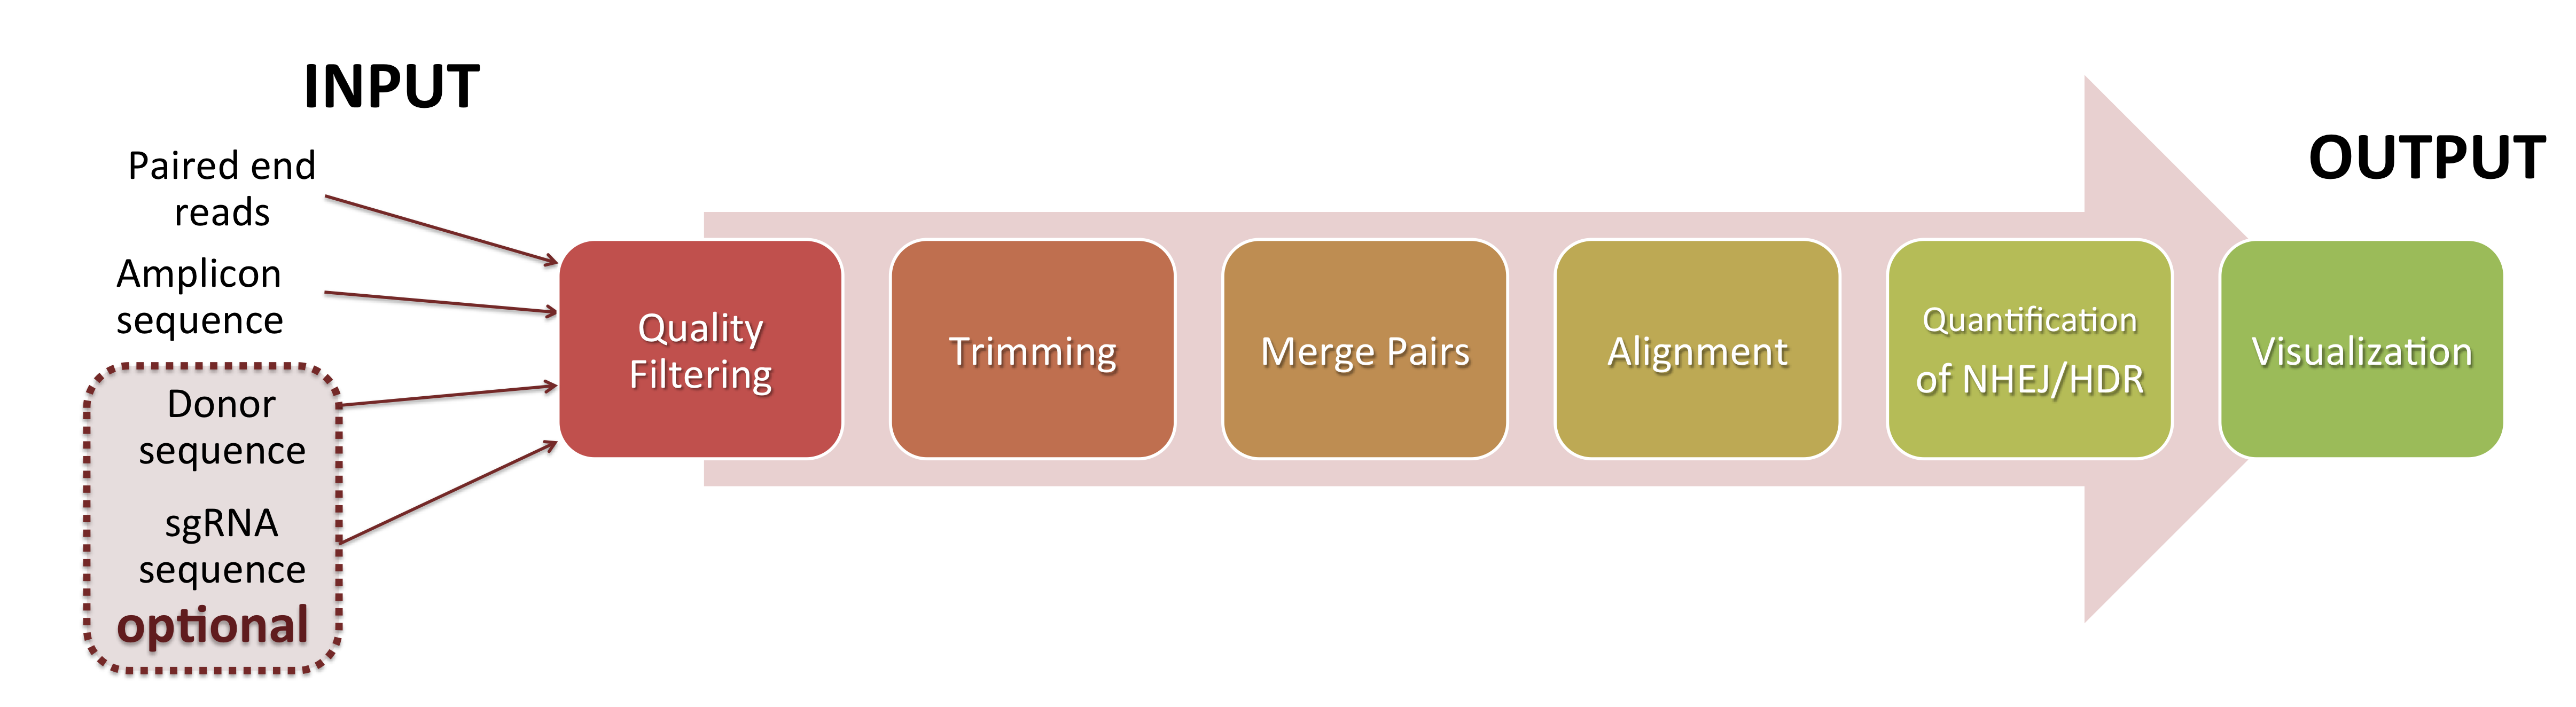 INPUT
Paired end
reads
Amplicon
sequence
Donor
sequence
sgRNA
sequence
optional
Quality
Filtering
Trimming
Merge Pairs
Alignment
Quantification
of NHEJ/HDR
OUTPUT
Visualization